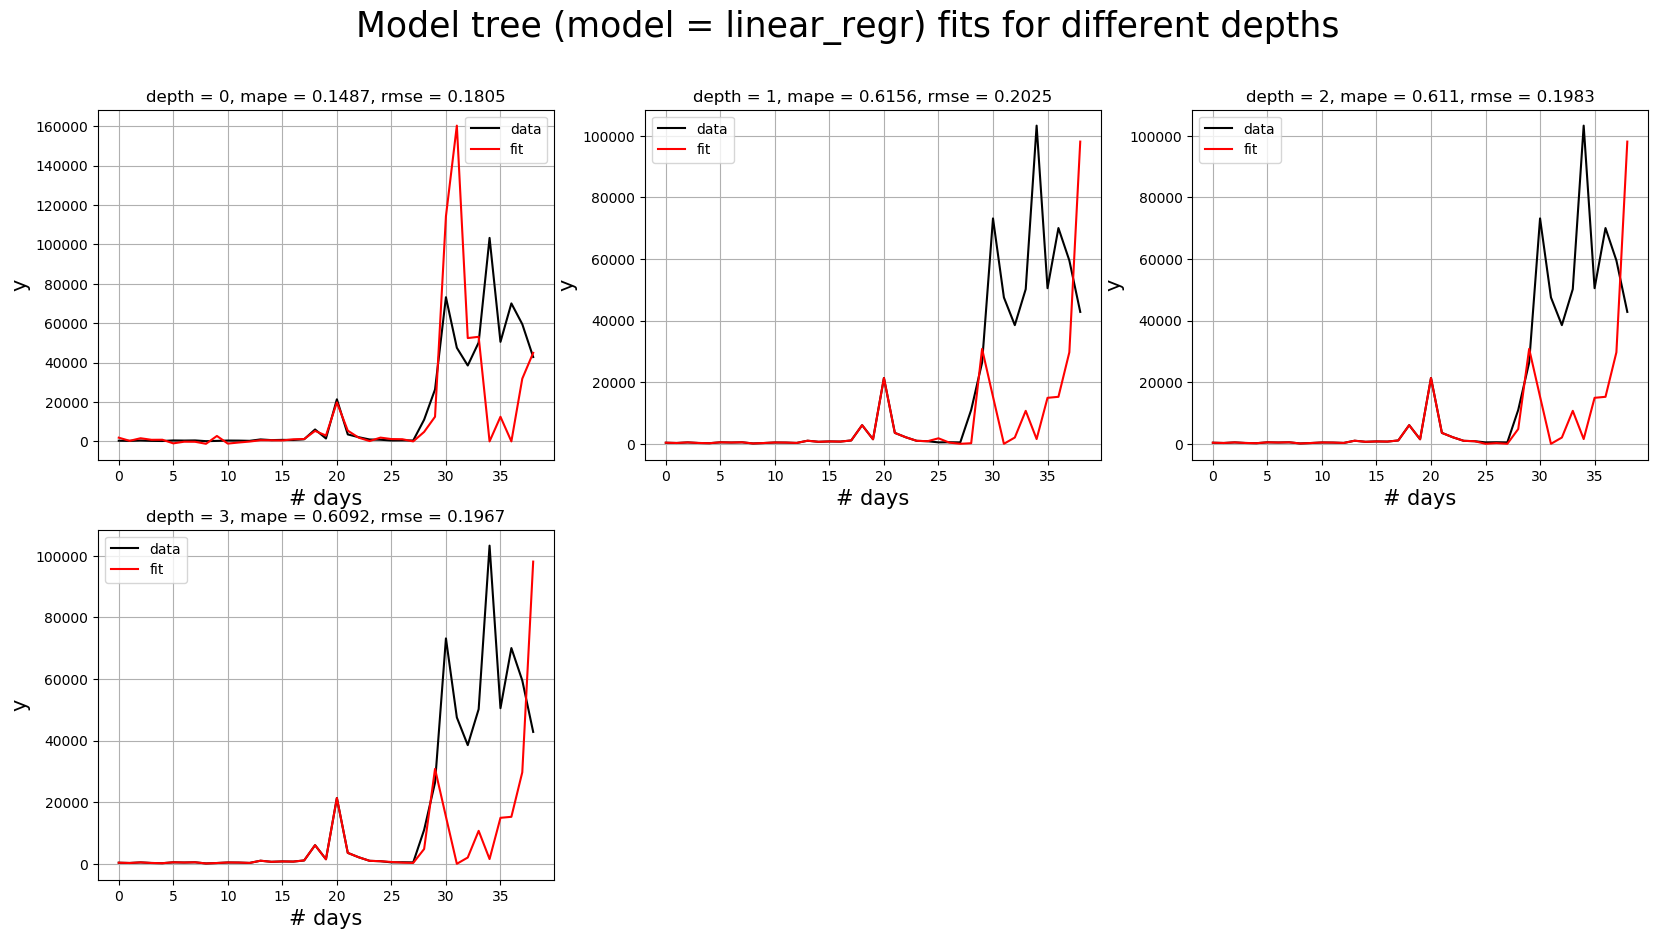 Model tree (model = linear_regr) fits for different depths
depth = 0, mape = 0.1487, rmse = 0.1805
data
fit
160000
140000
120000
100000
80000
60000
40000
20000
0
y
0 5 10 15 20 25 30 35
# days
depth = 1, mape = 0.6156, rmse = 0.2025
data
fit
100000
80000
60000
40000
20000
0
y
0 5 10 15 20 25 30 35
# days
depth = 2, mape = 0.611, rmse = 0.1983
data
fit
100000
80000
60000
40000
20000
0
y
0 5 10 15 20 25 30 35
# days
depth = 3, mape = 0.6092, rmse = 0.1967
data
fit
100000
80000
60000
40000
20000
0
y
0 5 10 15 20 25 30 35
# days